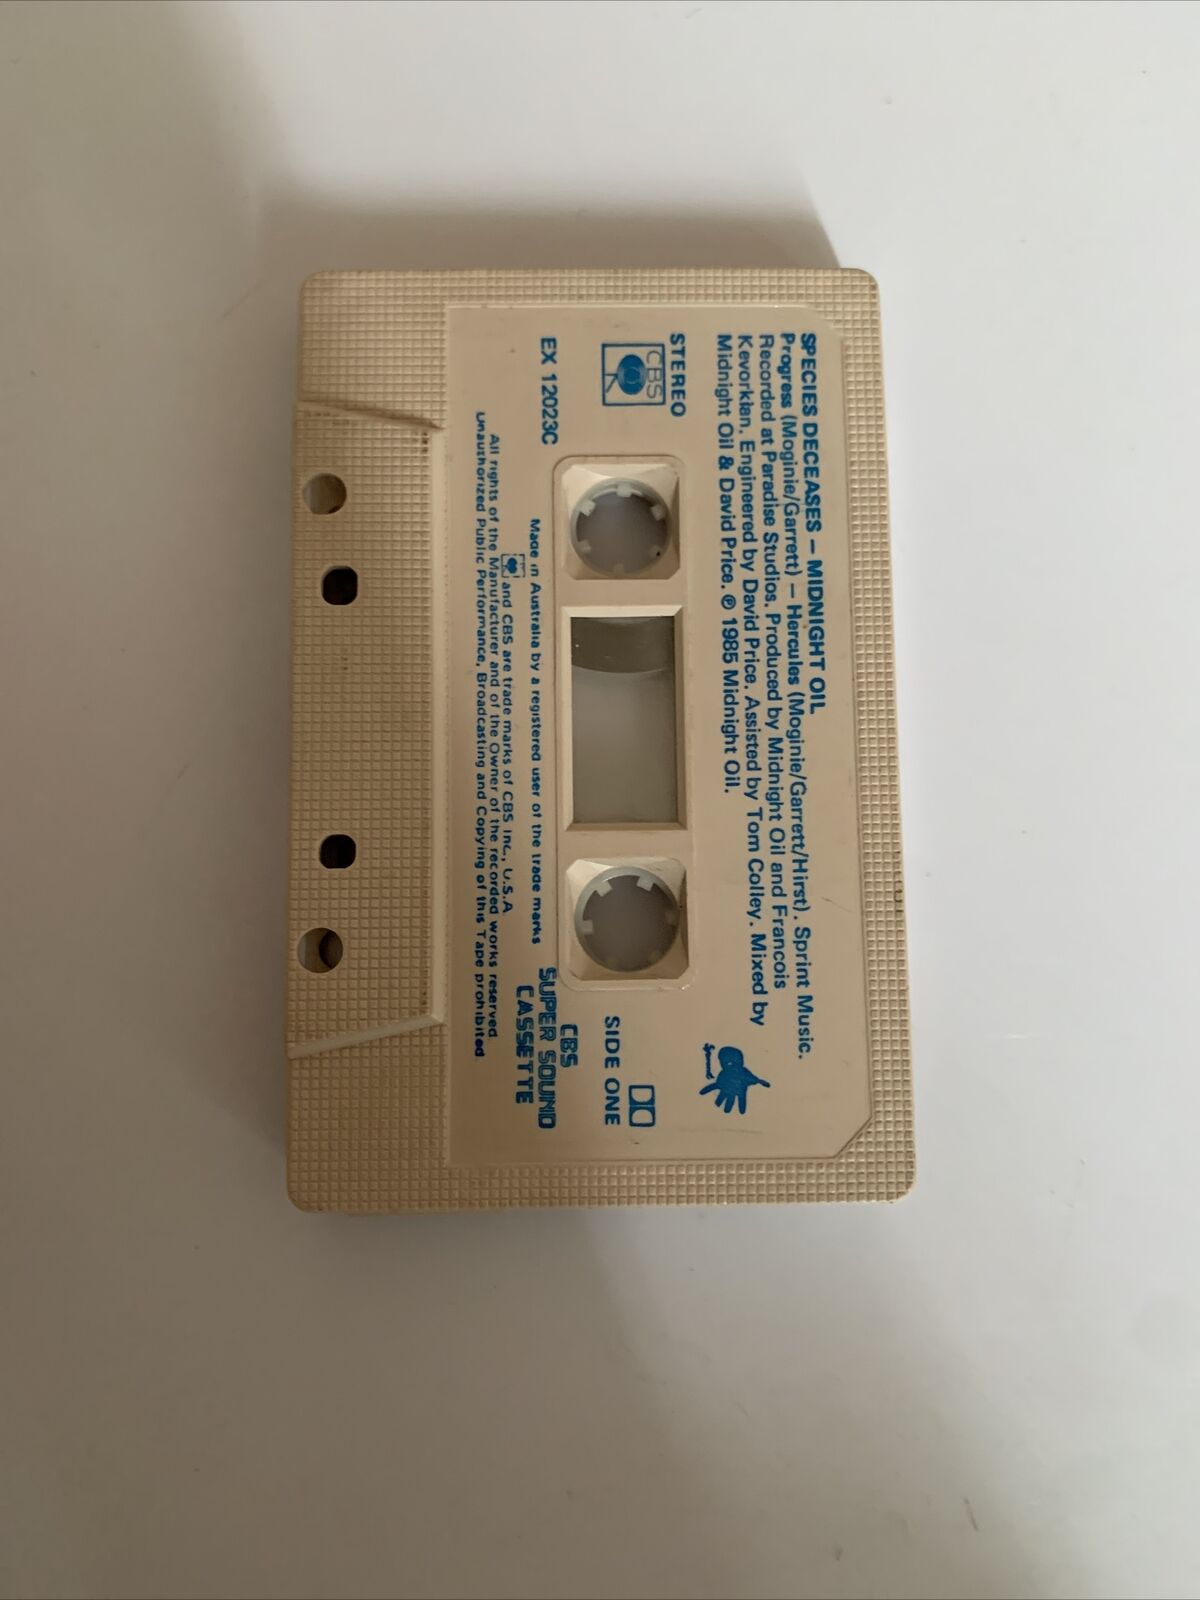 SPECIES DECEASES – MIDNIGHT OIL
Progress (Moginie/Garrett) – Hercules (Moginie/Garrett/Hirst). Sprint Music.
Recorded at Paradise Studios. Produced by Midnight Oil and Francois
Kevorkian. Engineered by David Price. Assisted by Tom Colley. Mixed by
Midnight Oil & David Price. ℗ 1985 Midnight Oil.
STEREO
CBS
EX 12023C
SIDE ONE
CBS
SUPER SOUND
CASSETTE
Made in Australia by a registered user of the trade marks
and CBS are trade marks of CBS Inc., U.S.A
All rights of the Manufacturer and of the Owner of the recorded works reserved
Unauthorized Public Performance, Broadcasting and Copying of this Tape prohibited